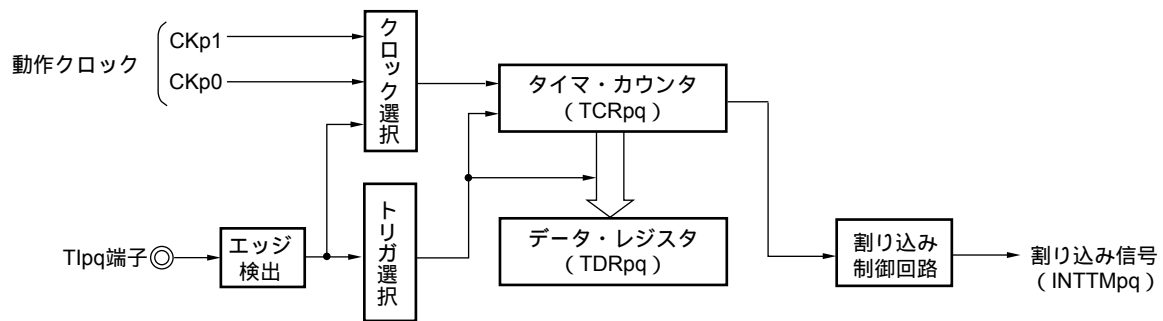 動作クロック
CKp1
CKp0
クロック選択
タイマ・カウンタ
(TCRpq)
TIpq端子
エッジ
検出
トリガ選択
データ・レジスタ
(TDRpq)
割り込み
制御回路
割り込み信号
(INTTMpq)